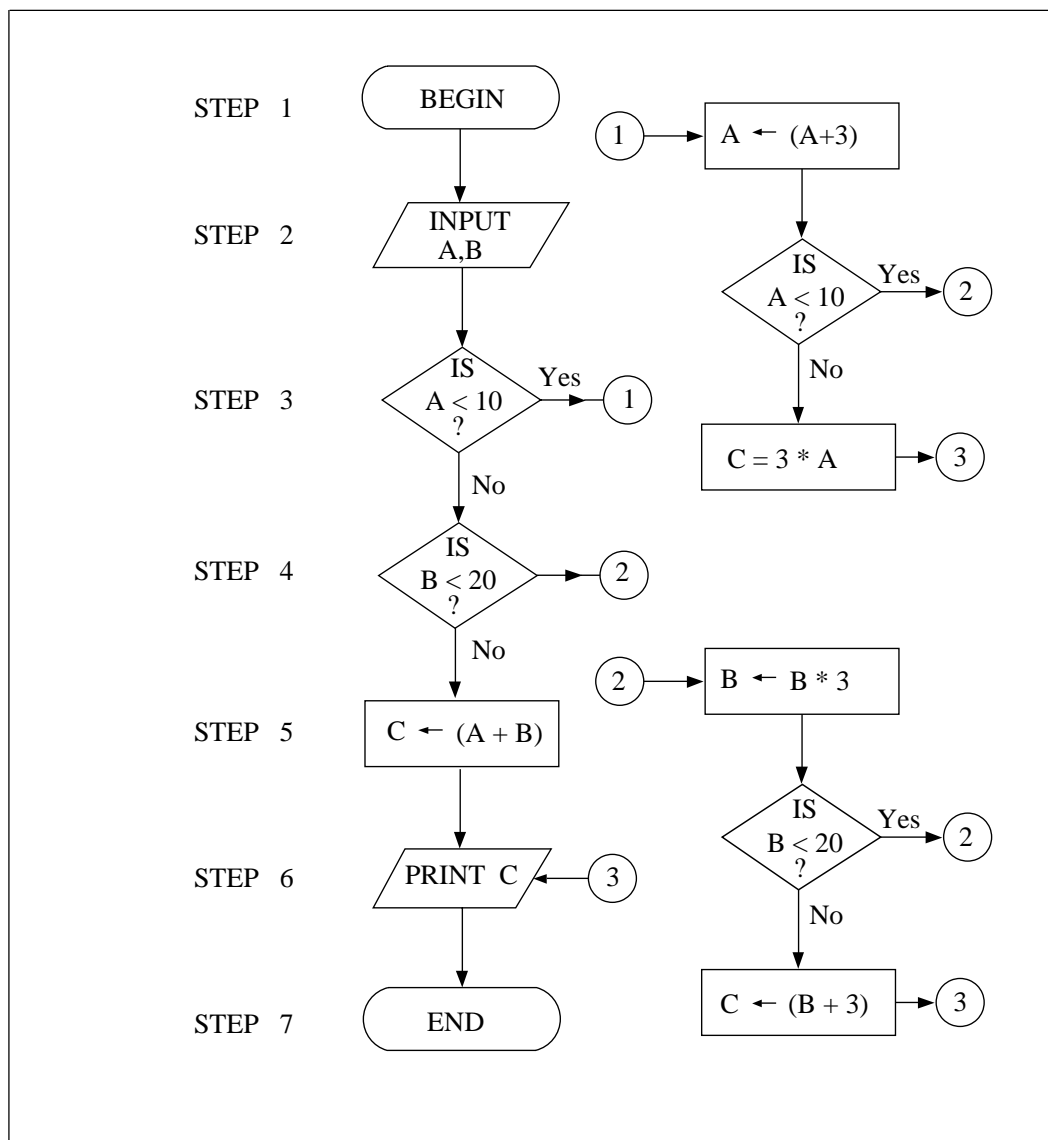 STEP 1
BEGIN
STEP 2
INPUT
A,B
STEP 3
IS
A < 10
?
Yes
1
No
STEP 4
IS
B < 20
?
2
No
STEP 5
C ← (A + B)
STEP 6
PRINT C
3
STEP 7
END
1
A ← (A+3)
IS
A < 10
?
Yes
2
No
C = 3 * A
3
2
B ← B * 3
IS
B < 20
?
Yes
2
No
C ← (B + 3)
3